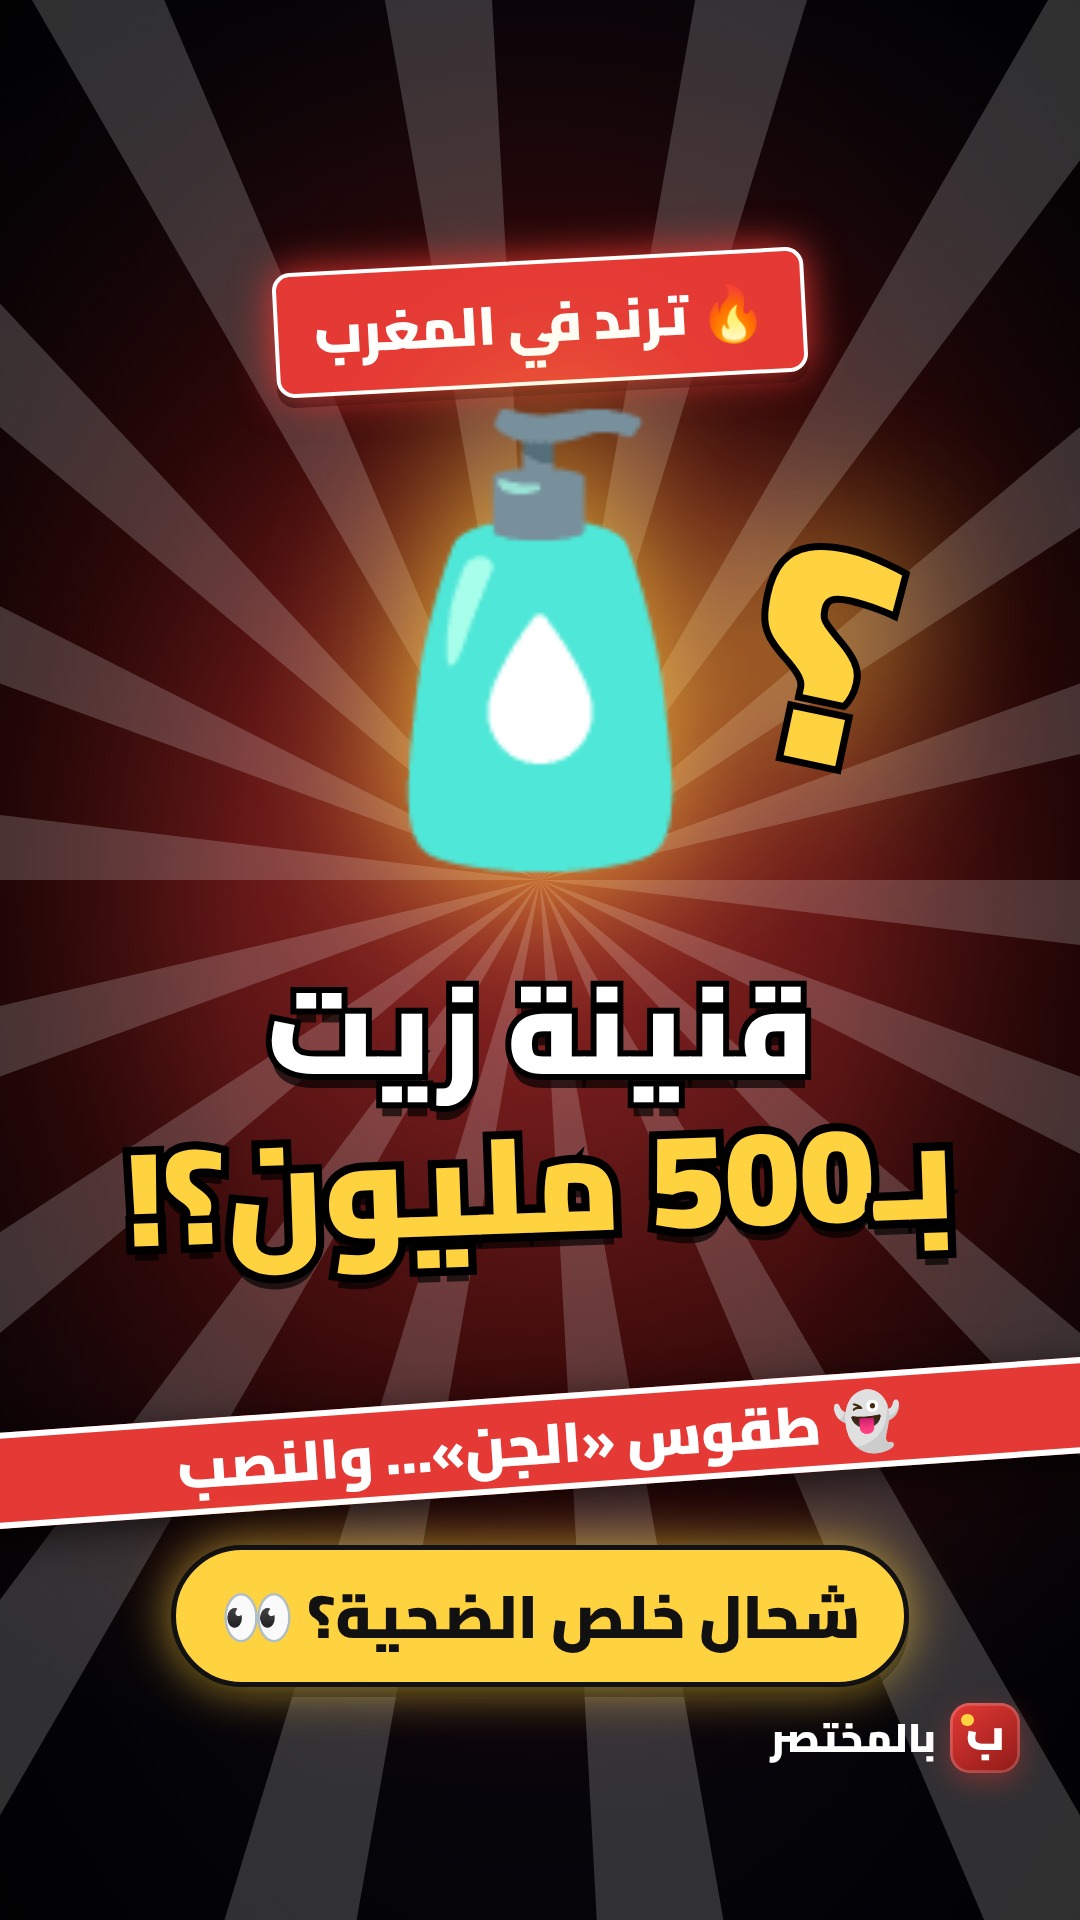 🔥 ترند في المغرب
؟
قنينة زيت
بـ500 مليون؟!
👻 طقوس «الجن»... والنصب
شحال خلص الضحية؟ 👀
ب بالمختصر